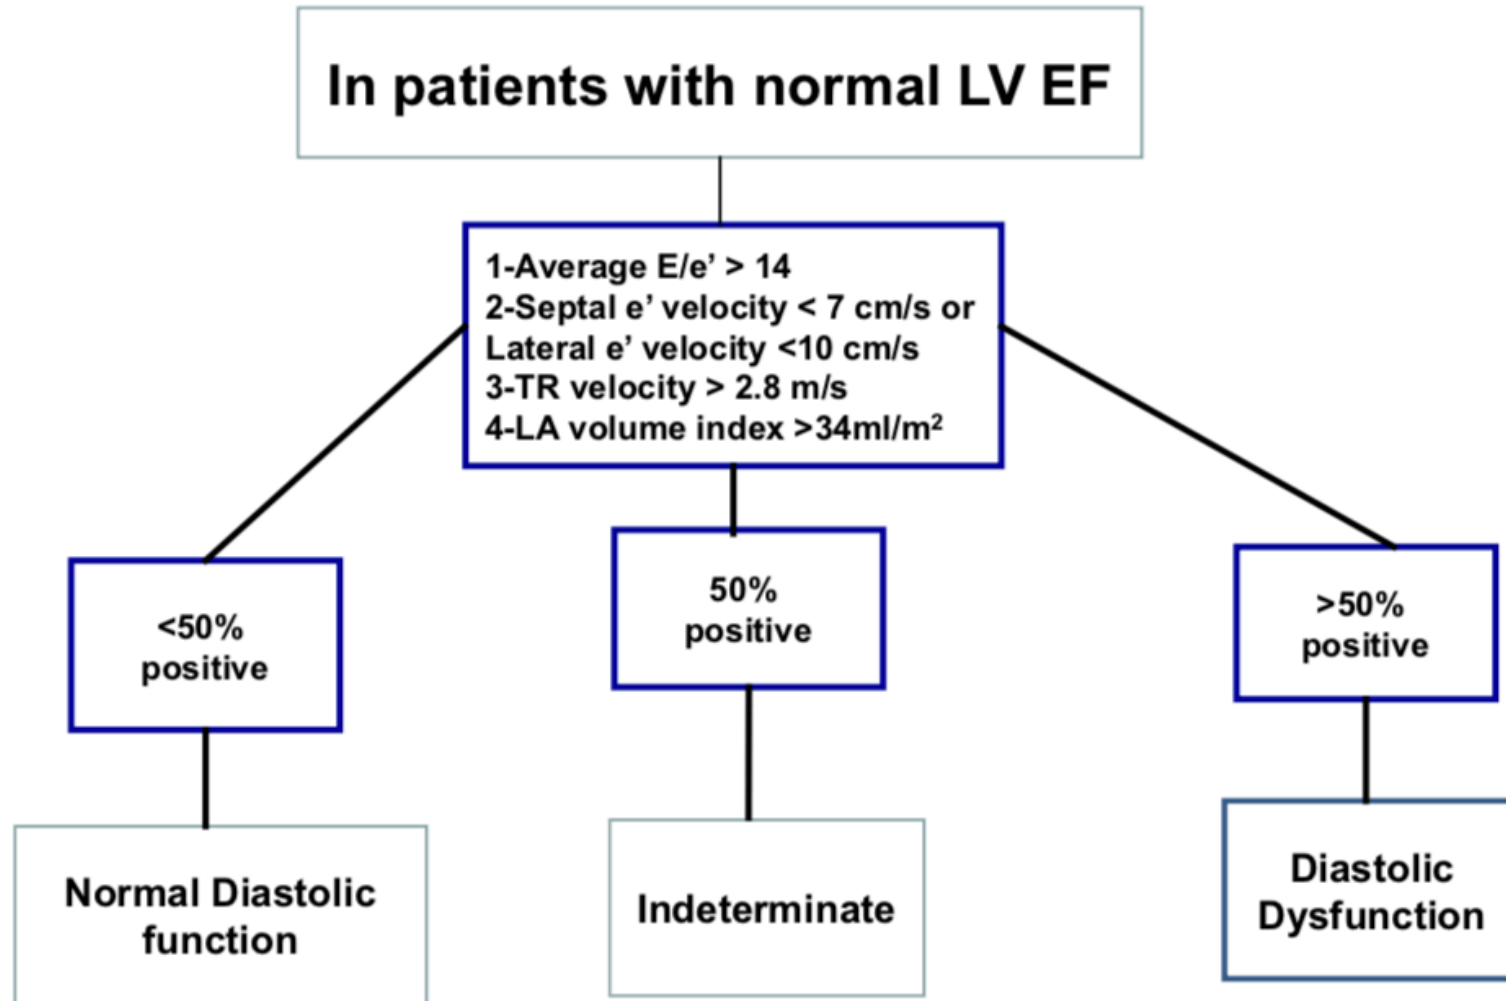 In patients with normal LV EF
1-Average E/e’ > 14
2-Septal e’ velocity < 7 cm/s or
Lateral e’ velocity <10 cm/s
3-TR velocity > 2.8 m/s
4-LA volume index >34ml/m²
<50%
positive
50%
positive
>50%
positive
Normal Diastolic
function
Indeterminate
Diastolic
Dysfunction